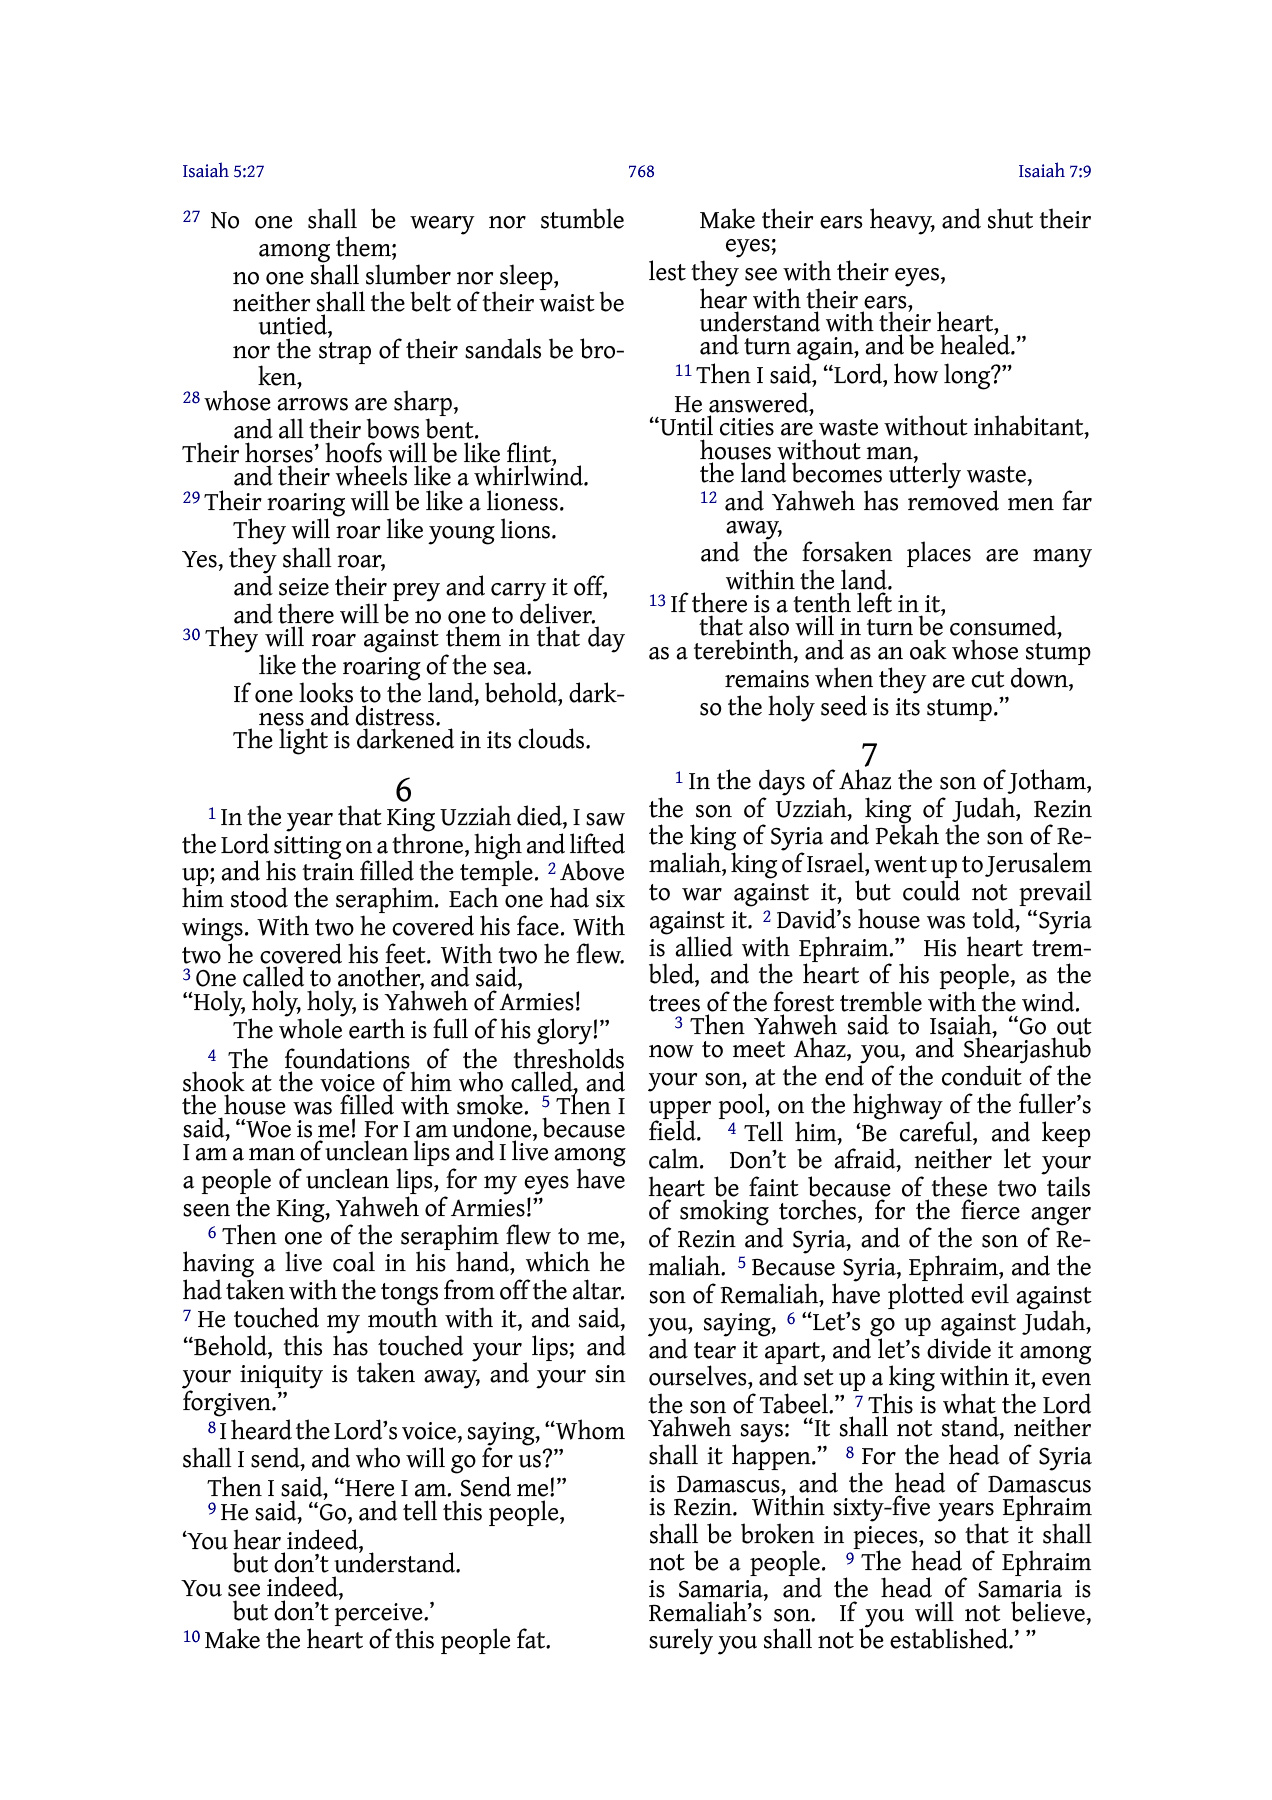 Isaiah 5:27
768
Isaiah 7:9
27 No one shall be weary nor stumble
among them;
no one shall slumber nor sleep,
neither shall the belt of their waist be
untied,
nor the strap of their sandals be bro-
ken,
28 whose arrows are sharp,
and all their bows bent.
Their horses’ hoofs will be like flint,
and their wheels like a whirlwind.
29 Their roaring will be like a lioness.
They will roar like young lions.
Yes, they shall roar,
and seize their prey and carry it off,
and there will be no one to deliver.
30 They will roar against them in that day
like the roaring of the sea.
If one looks to the land, behold, dark-
ness and distress.
The light is darkened in its clouds.
6
1 In the year that King Uzziah died, I saw
the Lord sitting on a throne, high and lifted
up; and his train filled the temple. 2 Above
him stood the seraphim. Each one had six
wings. With two he covered his face. With
two he covered his feet. With two he flew.
3 One called to another, and said,
“Holy, holy, holy, is Yahweh of Armies!
The whole earth is full of his glory!”
4 The foundations of the thresholds
shook at the voice of him who called, and
the house was filled with smoke. 5 Then I
said, “Woe is me! For I am undone, because
I am a man of unclean lips and I live among
a people of unclean lips, for my eyes have
seen the King, Yahweh of Armies!”
6 Then one of the seraphim flew to me,
having a live coal in his hand, which he
had taken with the tongs from off the altar.
7 He touched my mouth with it, and said,
“Behold, this has touched your lips; and
your iniquity is taken away, and your sin
forgiven.”
8 I heard the Lord’s voice, saying, “Whom
shall I send, and who will go for us?”
Then I said, “Here I am. Send me!”
9 He said, “Go, and tell this people,
‘You hear indeed,
but don’t understand.
You see indeed,
but don’t perceive.’
10 Make the heart of this people fat.
Make their ears heavy, and shut their
eyes;
lest they see with their eyes,
hear with their ears,
understand with their heart,
and turn again, and be healed.”
11 Then I said, “Lord, how long?”
He answered,
“Until cities are waste without inhabitant,
houses without man,
the land becomes utterly waste,
12 and Yahweh has removed men far
away,
and the forsaken places are many
within the land.
13 If there is a tenth left in it,
that also will in turn be consumed,
as a terebinth, and as an oak whose stump
remains when they are cut down,
so the holy seed is its stump.”
7
1 In the days of Ahaz the son of Jotham,
the son of Uzziah, king of Judah, Rezin
the king of Syria and Pekah the son of Re-
maliah, king of Israel, went up to Jerusalem
to war against it, but could not prevail
against it. 2 David’s house was told, “Syria
is allied with Ephraim.” His heart trem-
bled, and the heart of his people, as the
trees of the forest tremble with the wind.
3 Then Yahweh said to Isaiah, “Go out
now to meet Ahaz, you, and Shearjashub
your son, at the end of the conduit of the
upper pool, on the highway of the fuller’s
field. 4 Tell him, ‘Be careful, and keep
calm. Don’t be afraid, neither let your
heart be faint because of these two tails
of smoking torches, for the fierce anger
of Rezin and Syria, and of the son of Re-
maliah. 5 Because Syria, Ephraim, and the
son of Remaliah, have plotted evil against
you, saying, 6 “Let’s go up against Judah,
and tear it apart, and let’s divide it among
ourselves, and set up a king within it, even
the son of Tabeel.” 7 This is what the Lord
Yahweh says: “It shall not stand, neither
shall it happen.” 8 For the head of Syria
is Damascus, and the head of Damascus
is Rezin. Within sixty-five years Ephraim
shall be broken in pieces, so that it shall
not be a people. 9 The head of Ephraim
is Samaria, and the head of Samaria is
Remaliah’s son. If you will not believe,
surely you shall not be established.’ ”